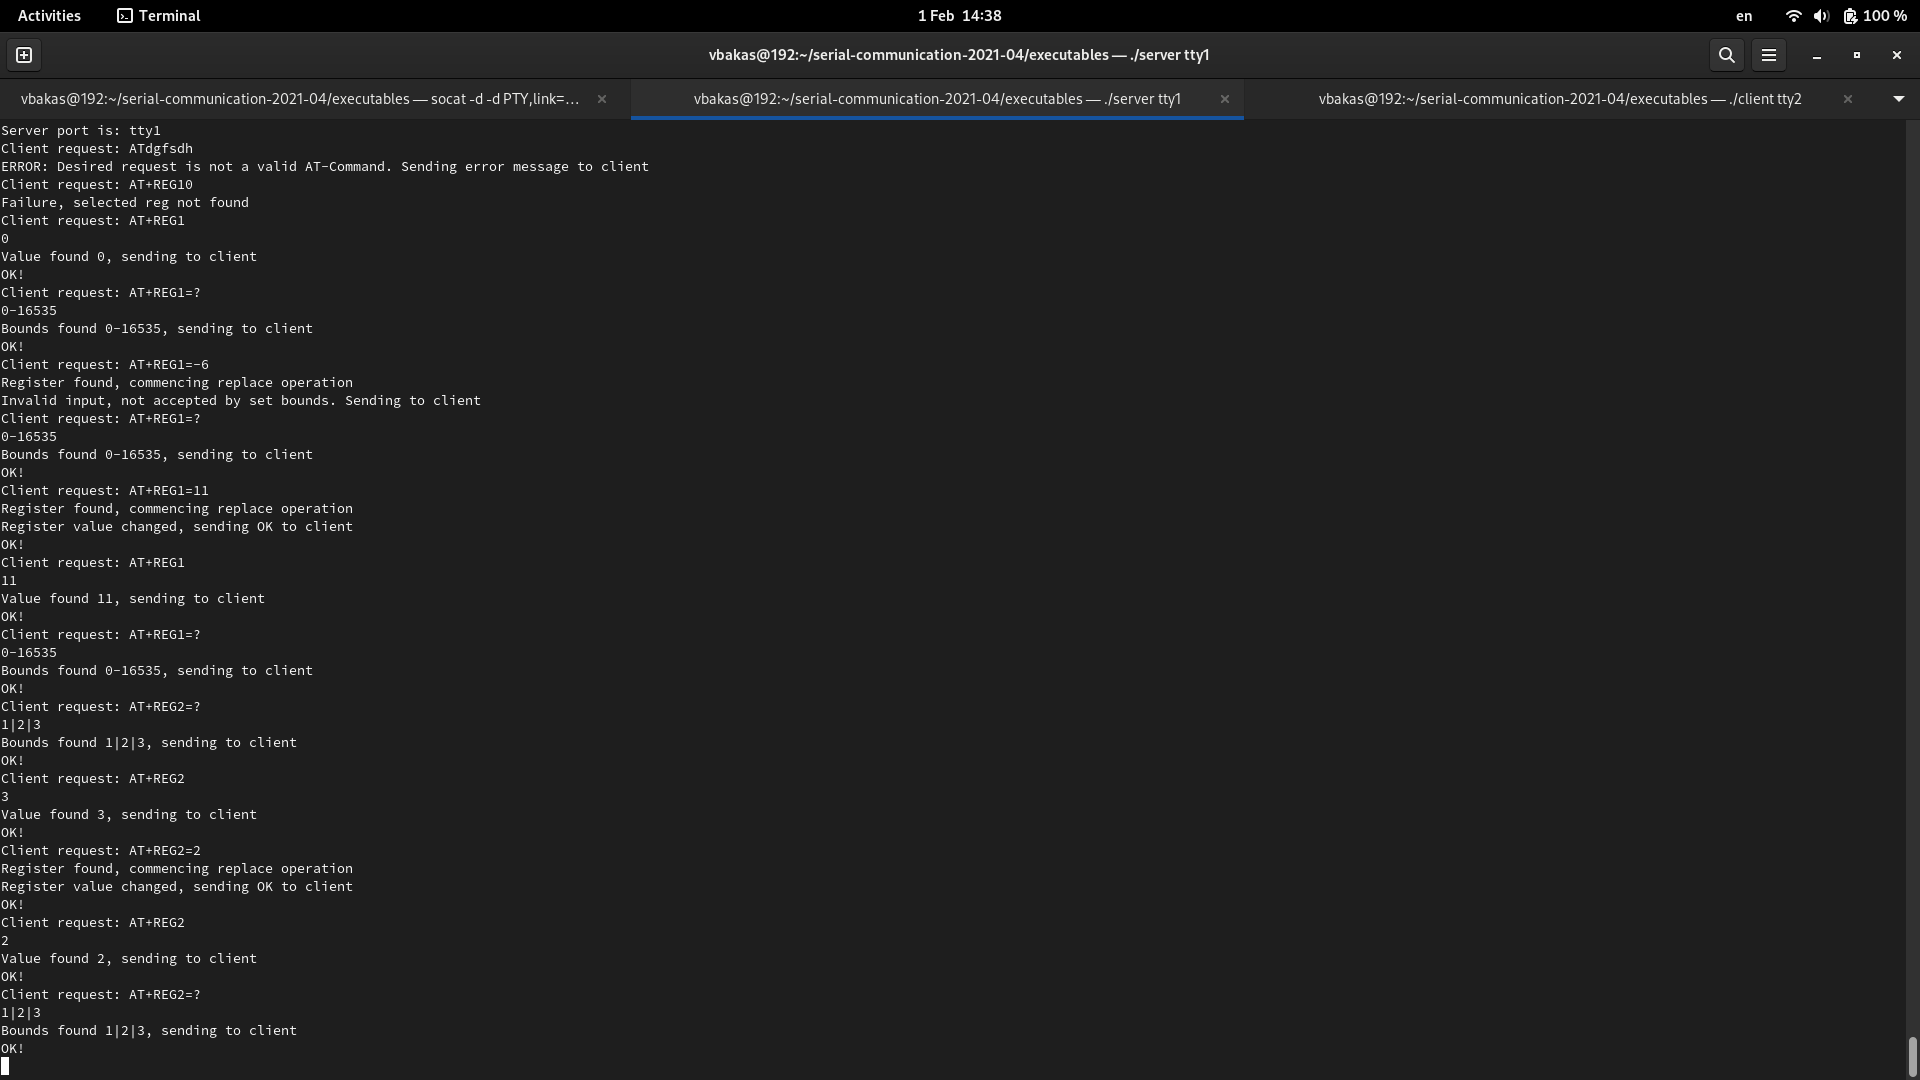 Activities
Terminal
1 Feb 14:38
en
100 %
vbakas@192:~/serial-communication-2021-04/executables — ./server tty1
vbakas@192:~/serial-communication-2021-04/executables — socat -d -d PTY,link=...
vbakas@192:~/serial-communication-2021-04/executables — ./server tty1
vbakas@192:~/serial-communication-2021-04/executables — ./client tty2
Server port is: tty1
Client request: ATdgfsdh
ERROR: Desired request is not a valid AT-Command. Sending error message to client
Client request: AT+REG10
Failure, selected reg not found
Client request: AT+REG1
0
Value found 0, sending to client
OK!
Client request: AT+REG1=?
0-16535
Bounds found 0-16535, sending to client
OK!
Client request: AT+REG1=-6
Register found, commencing replace operation
Invalid input, not accepted by set bounds. Sending to client
Client request: AT+REG1=?
0-16535
Bounds found 0-16535, sending to client
OK!
Client request: AT+REG1=11
Register found, commencing replace operation
Register value changed, sending OK to client
OK!
Client request: AT+REG1
11
Value found 11, sending to client
OK!
Client request: AT+REG1=?
0-16535
Bounds found 0-16535, sending to client
OK!
Client request: AT+REG2=?
1|2|3
Bounds found 1|2|3, sending to client
OK!
Client request: AT+REG2
3
Value found 3, sending to client
OK!
Client request: AT+REG2=2
Register found, commencing replace operation
Register value changed, sending OK to client
OK!
Client request: AT+REG2
2
Value found 2, sending to client
OK!
Client request: AT+REG2=?
1|2|3
Bounds found 1|2|3, sending to client
OK!